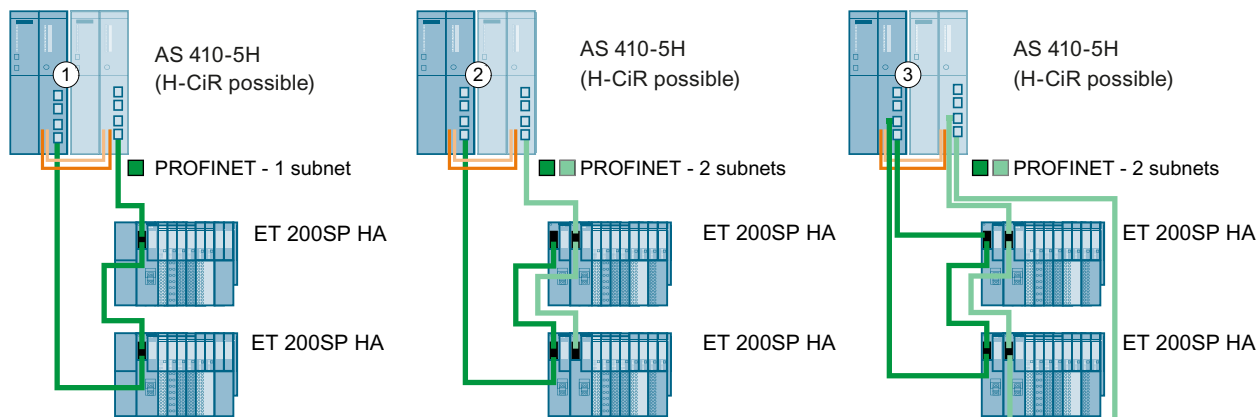 1
AS 410-5H
(H-CiR possible)
PROFINET - 1 subnet
ET 200SP HA
ET 200SP HA
2
AS 410-5H
(H-CiR possible)
PROFINET - 2 subnets
ET 200SP HA
ET 200SP HA
3
AS 410-5H
(H-CiR possible)
PROFINET - 2 subnets
ET 200SP HA
ET 200SP HA